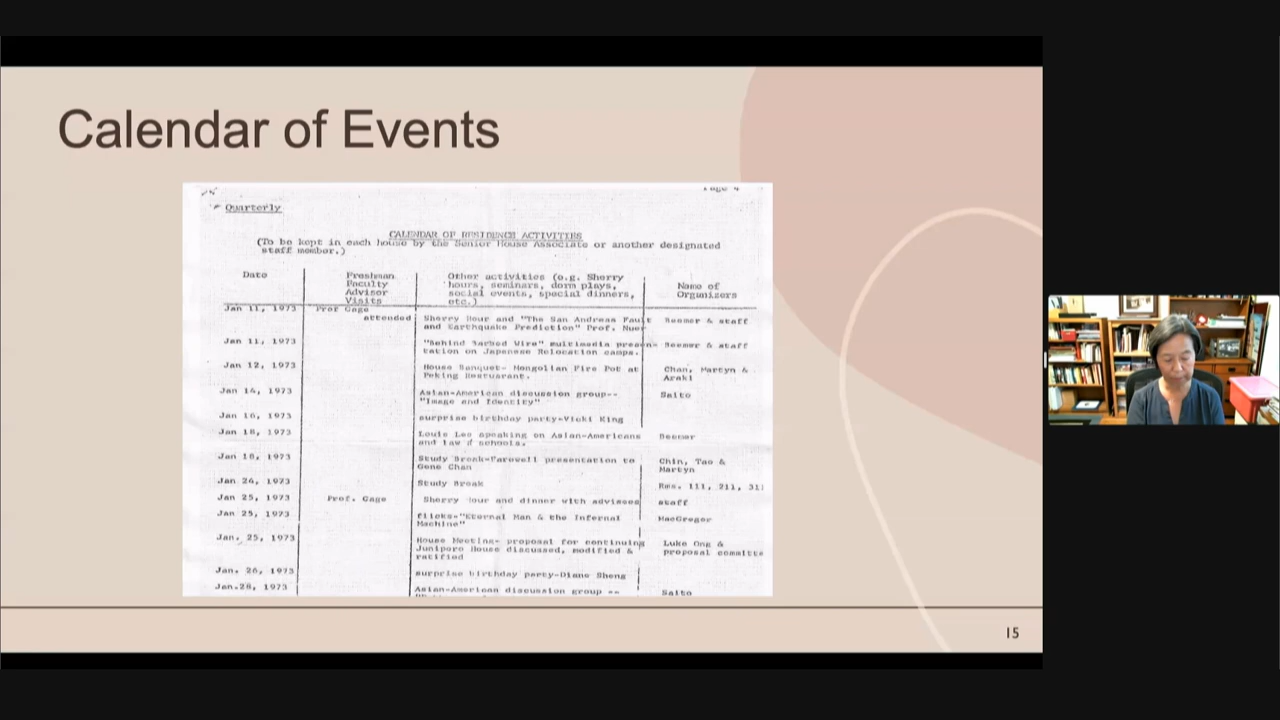 Calendar of Events
Page 4
Quarterly
CALENDAR OF RESIDENCE ACTIVITIES
(To be kept in each house by the Senior House Associate or another designated
staff member.)
Date
Freshman
Faculty
Advisor
Visits
Other activities (e.g. Sherry
hours, seminars, dorm plays,
social events, special dinners,
etc.)
Name of
Organizers
Jan 11, 1973 Prof Gage
attended Sherry Hour and "The San Andreas Fault Beemer & staff
and Earthquake Prediction" Prof.
Jan 11, 1973 "Behind Barbed Wire" multimedia presen- Beemer & staff
tation on Japanese Relocation camps.
Jan 12, 1973 House Banquet- Mongolian Fire Pot at Chan, Martyn &
Peking Restuarant. Araki
Jan 14, 1973 Asian-American discussion group-- Saito
"Image and Identity"
Jan 16, 1973 surprise birthday party-Vicki King
Jan 18, 1973 Louie Lee speaking on Asian-Americans Beemer
and law schools.
Jan 18, 1973 Study Break-Farewell presentation to Chin, Tao &
Gene Chan Martyn
Jan 24, 1973 Study Break Rms. 111, 211, 311
Jan 25, 1973 Prof. Gage Sherry hour and dinner with advisees staff
Jan 25, 1973 flicks-"Eternal Man & the Infernal MacGregor
Machine"
Jan. 25, 1973 House Meeting- proposal for continuing Luke Ong &
Junipero House discussed, modified & proposal committe
ratified
Jan. 26, 1973 surprise birthday party-Diane Sheng
Jan.28, 1973 Asian-American discussion group -- Saito
15